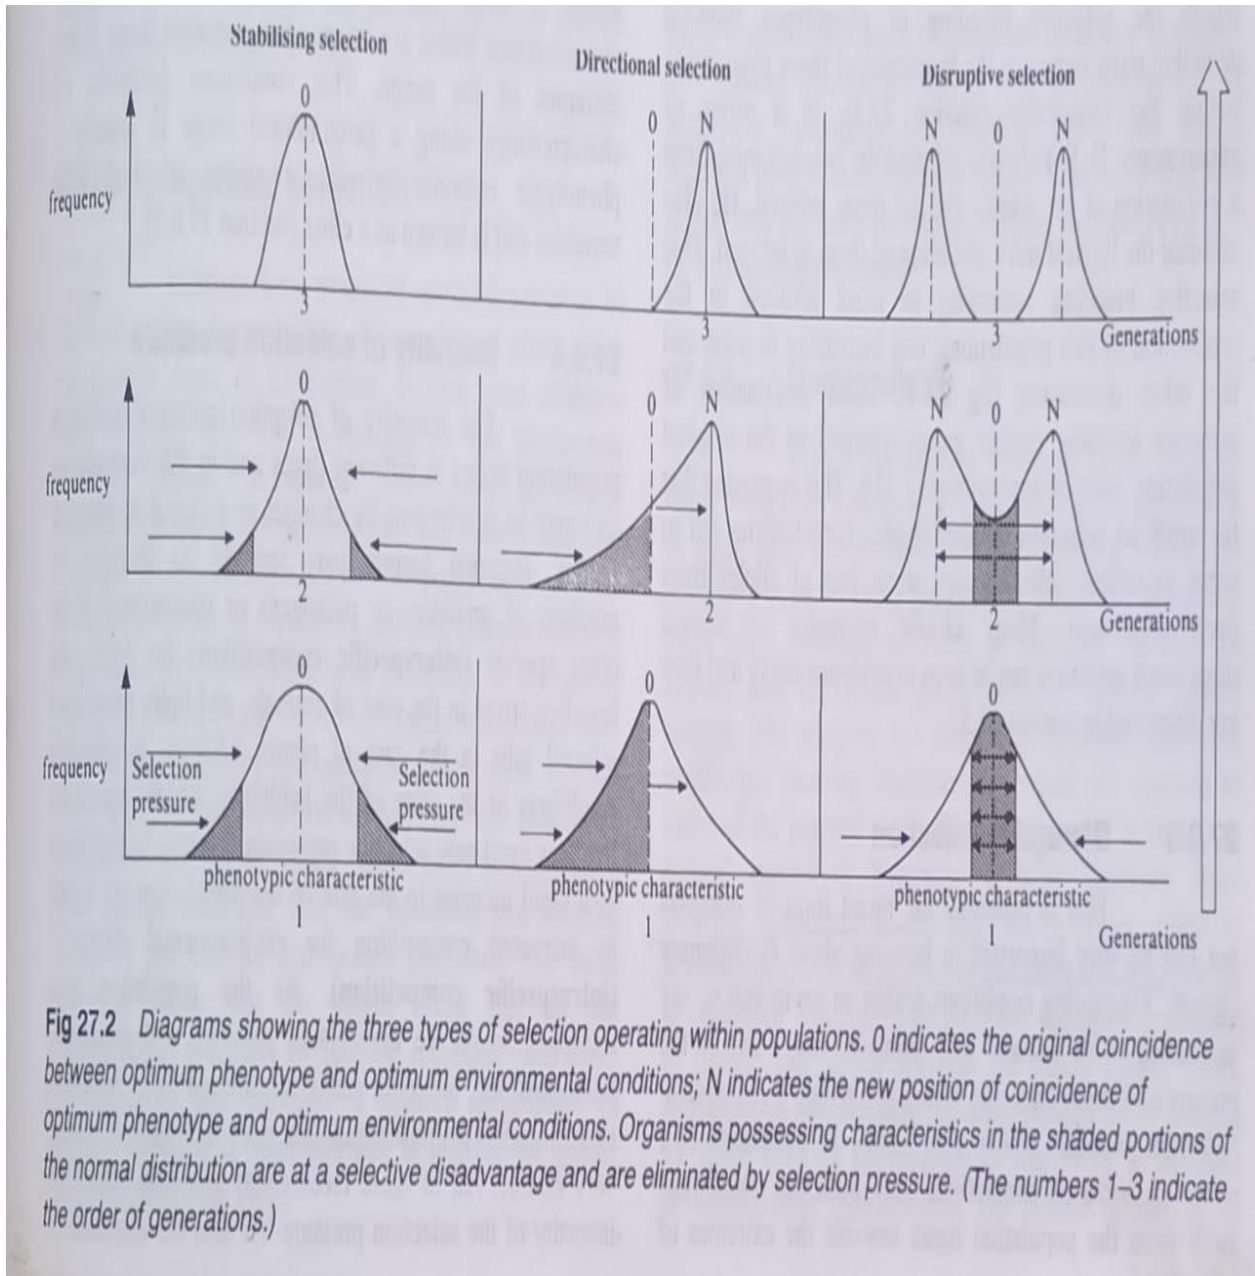 Stabilising selection
Directional selection
Disruptive selection
0
0
N
N
0
N
frequency
3
3
3
Generations
0
0
N
N
0
N
frequency
2
2
2
Generations
0
0
0
frequency
Selection
pressure
Selection
pressure
phenotypic characteristic
phenotypic characteristic
phenotypic characteristic
1
1
1
Generations
Fig 27.2 Diagrams showing the three types of selection operating within populations. 0 indicates the original coincidence
between optimum phenotype and optimum environmental conditions; N indicates the new position of coincidence of
optimum phenotype and optimum environmental conditions. Organisms possessing characteristics in the shaded portions of
the normal distribution are at a selective disadvantage and are eliminated by selection pressure. (The numbers 1–3 indicate
the order of generations.)